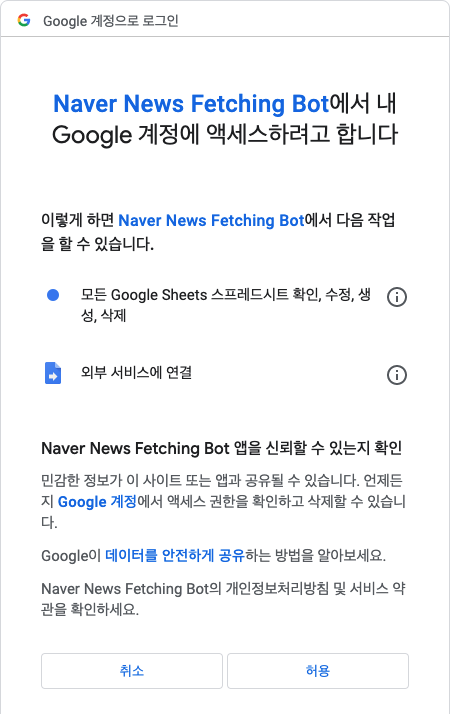 Google 계정으로 로그인
Naver News Fetching Bot에서 내
Google 계정에 액세스하려고 합니다
이렇게 하면 Naver News Fetching Bot에서 다음 작업
을 할 수 있습니다.
모든 Google Sheets 스프레드시트 확인, 수정, 생
성, 삭제
외부 서비스에 연결
Naver News Fetching Bot 앱을 신뢰할 수 있는지 확인
민감한 정보가 이 사이트 또는 앱과 공유될 수 있습니다. 언제든
지 Google 계정에서 액세스 권한을 확인하고 삭제할 수 있습니
다.
Google이 데이터를 안전하게 공유하는 방법을 알아보세요.
Naver News Fetching Bot의 개인정보처리방침 및 서비스 약
관을 확인하세요.
취소
허용